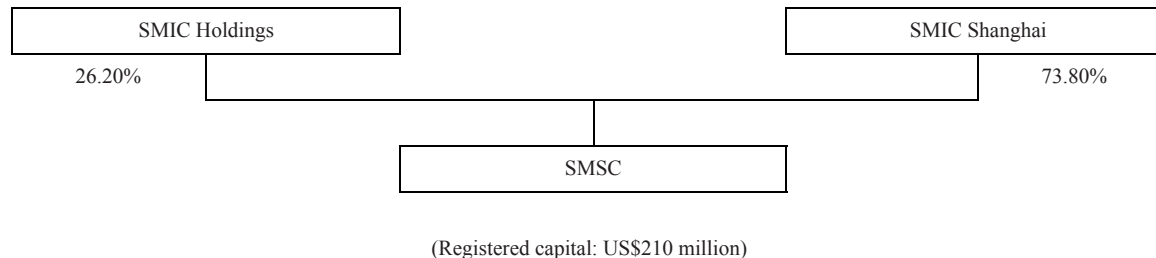 SMIC Holdings
SMIC Shanghai
26.20%
73.80%
SMSC
(Registered capital: US$210 million)